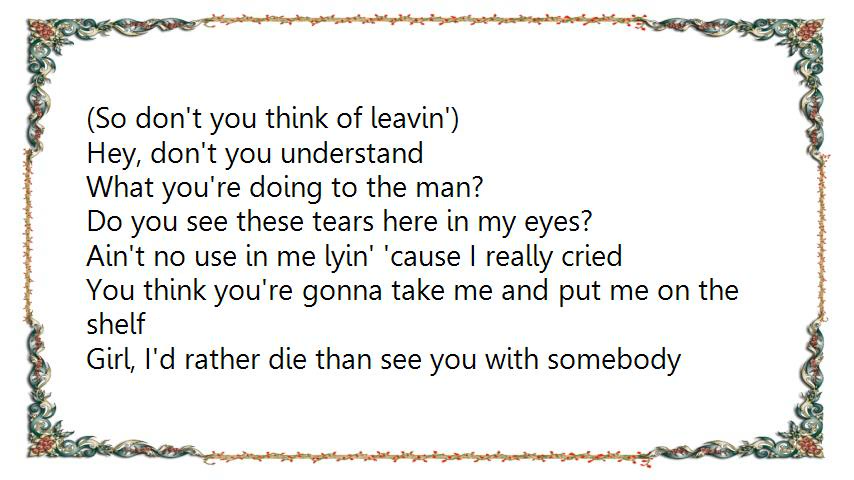 (So don't you think of leavin')
Hey, don't you understand
What you're doing to the man?
Do you see these tears here in my eyes?
Ain't no use in me lyin' 'cause I really cried
You think you're gonna take me and put me on the
shelf
Girl, I'd rather die than see you with somebody